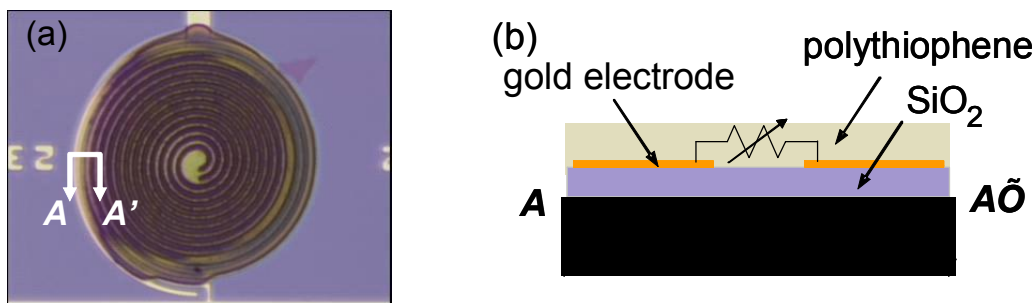 (a)
A A'
(b)
polythiophene
gold electrode
SiO₂
A AÕ